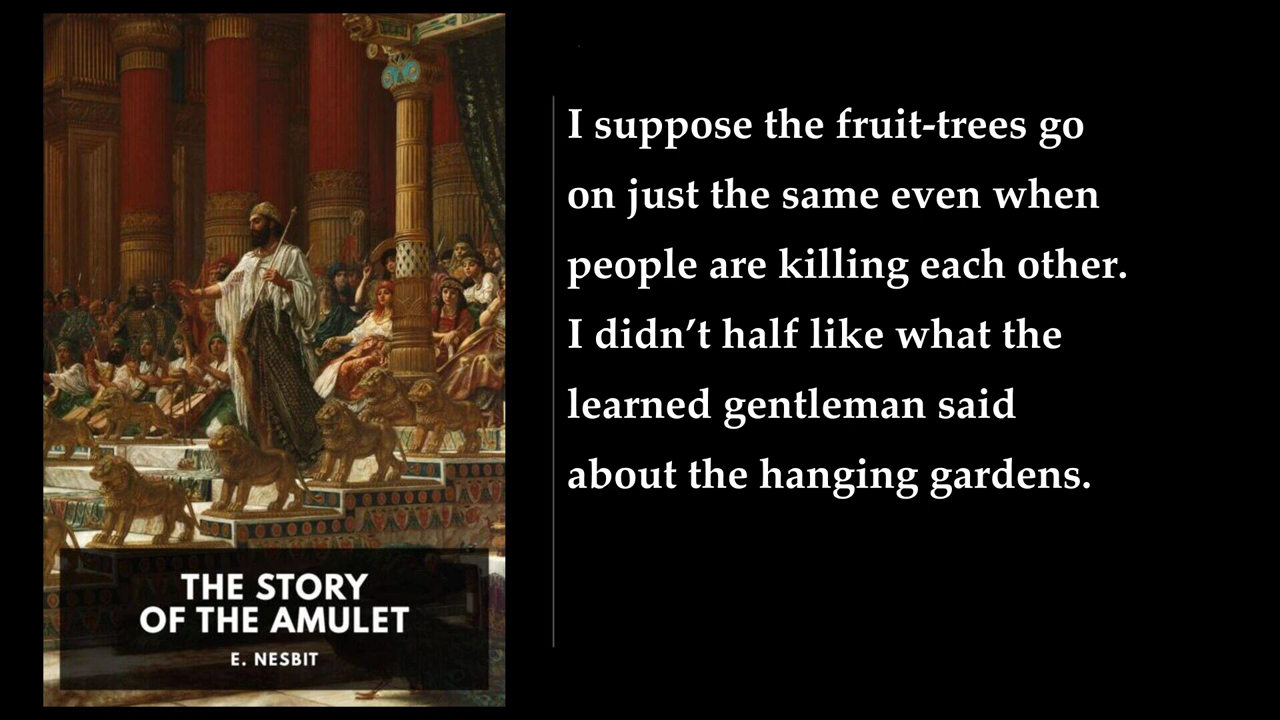 THE STORY
OF THE AMULET
E. NESBIT
I suppose the fruit-trees go
on just the same even when
people are killing each other.
I didn’t half like what the
learned gentleman said
about the hanging gardens.